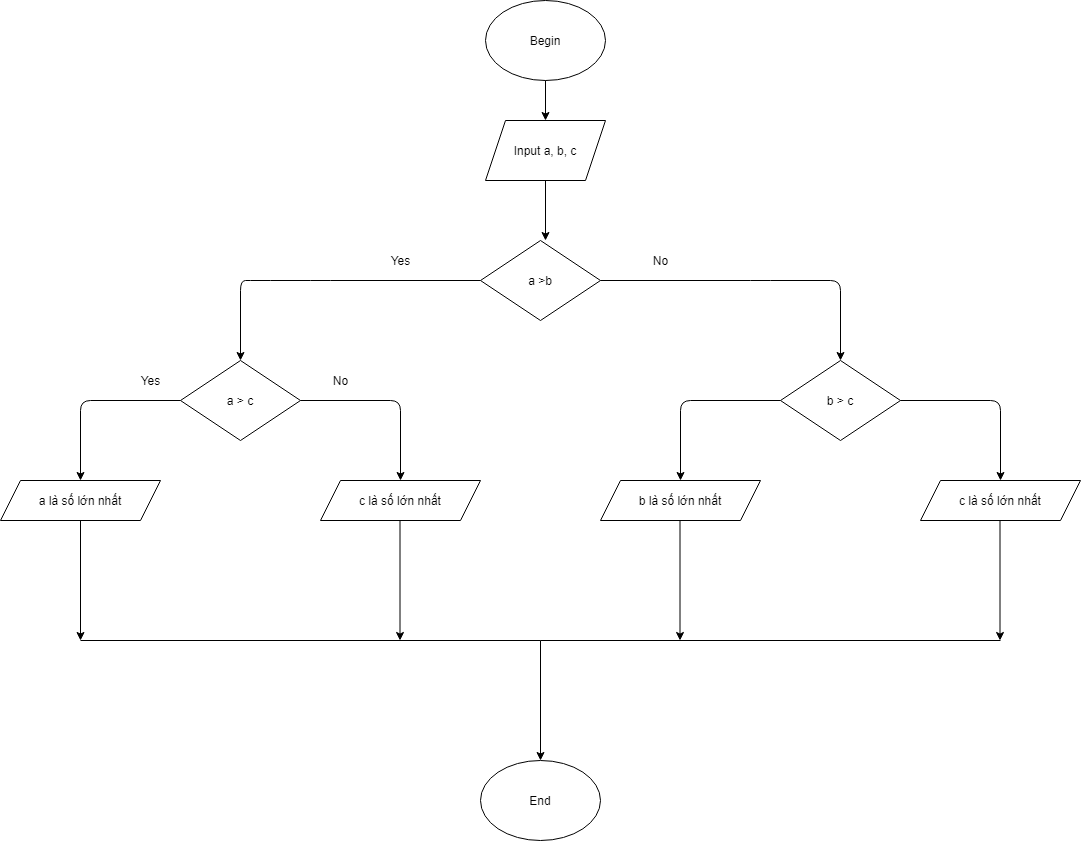 Begin
Input a, b, c
Yes
No
a >b
Yes
No
a > c
b > c
a là số lớn nhất
c là số lớn nhất
b là số lớn nhất
c là số lớn nhất
End